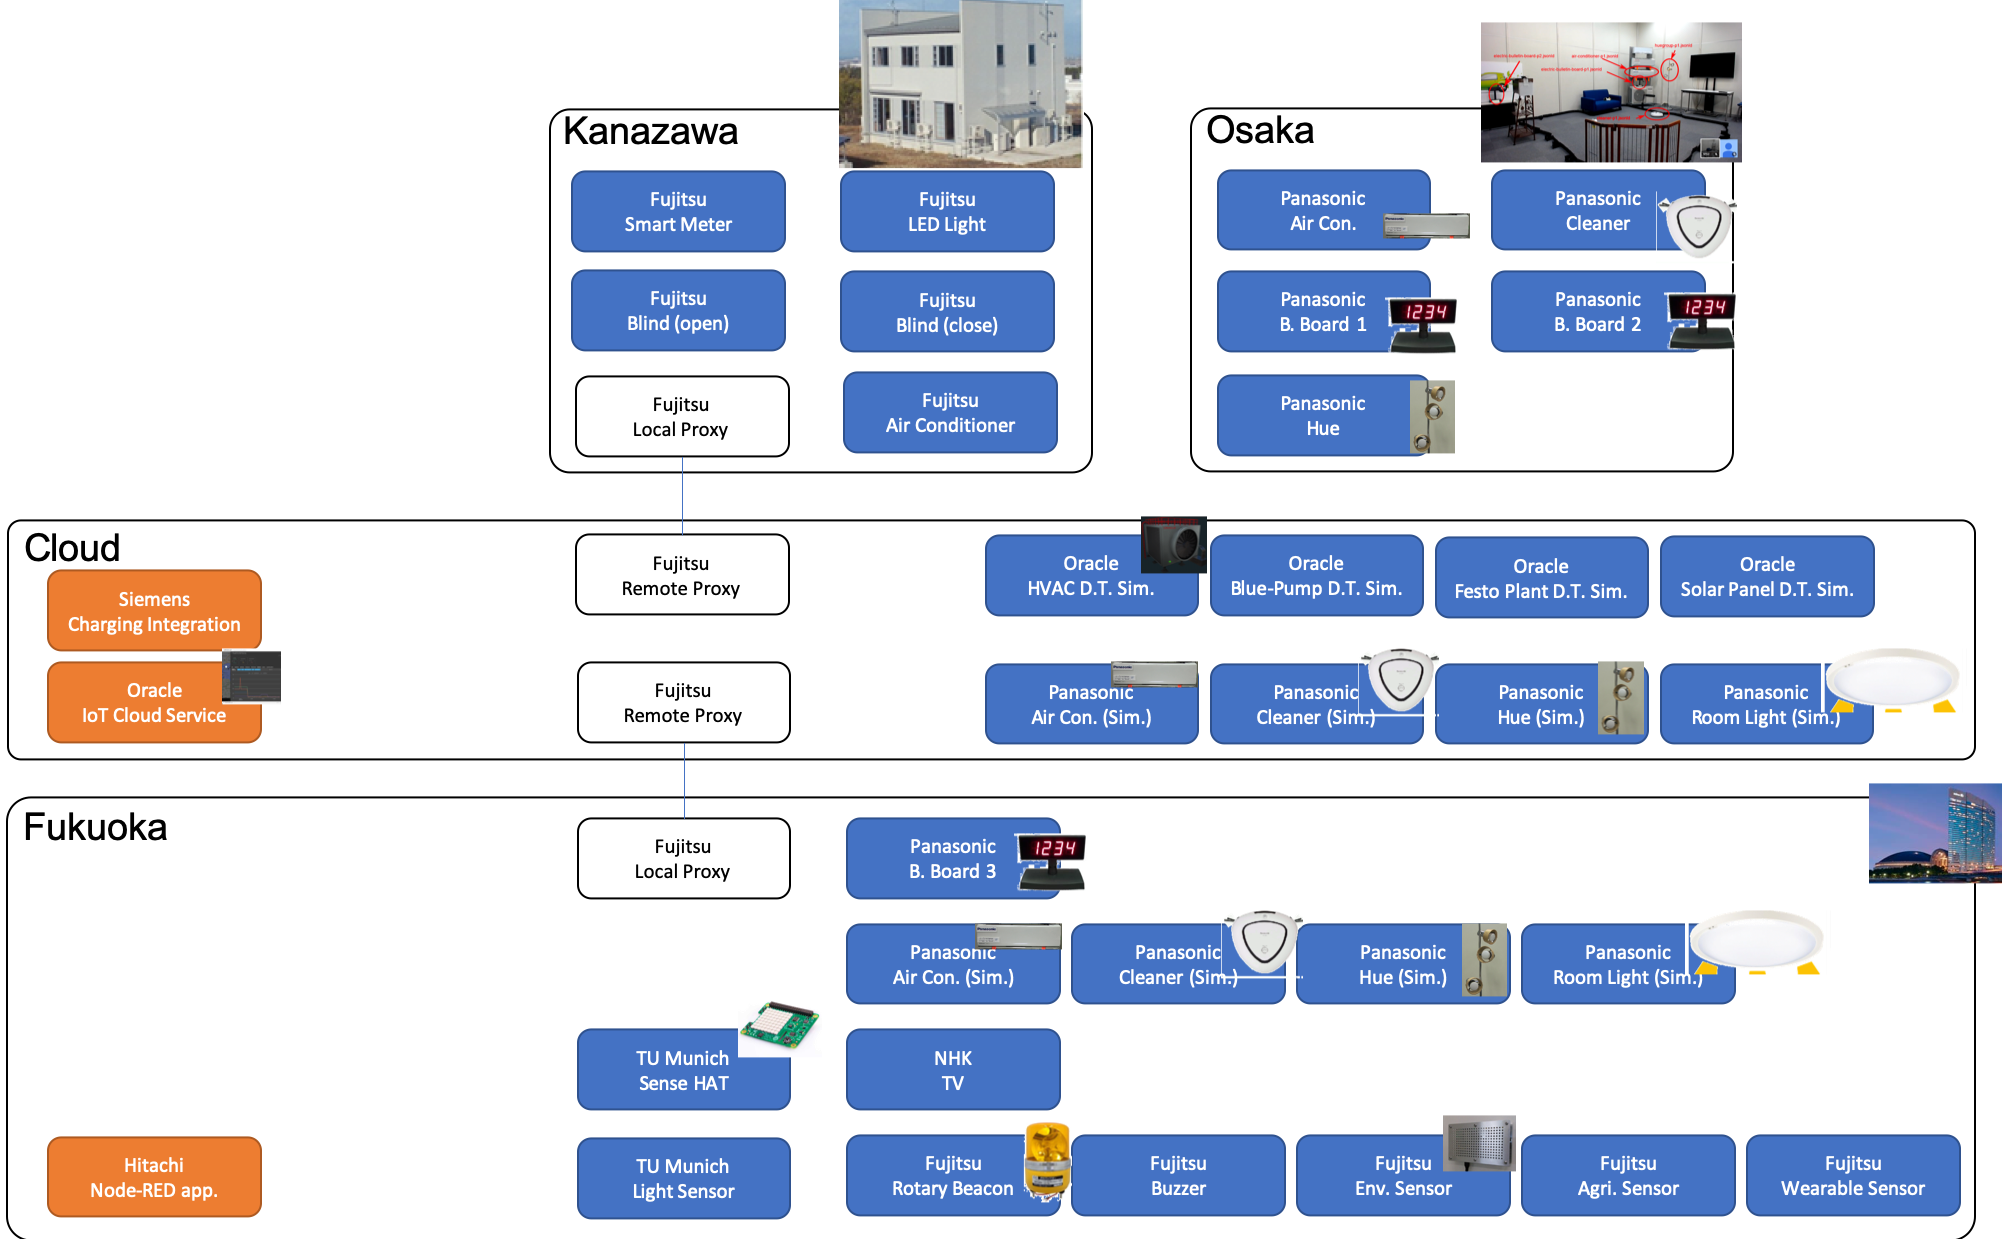 Kanazawa
Fujitsu
Smart Meter
Fujitsu
LED Light
Fujitsu
Blind (open)
Fujitsu
Blind (close)
Fujitsu
Local Proxy
Fujitsu
Air Conditioner
Osaka
Panasonic
Air Con.
Panasonic
Cleaner
Panasonic
B. Board 1
1234
Panasonic
B. Board 2
1234
Panasonic
Hue
Cloud
Siemens
Charging Integration
Oracle
IoT Cloud Service
Fujitsu
Remote Proxy
Fujitsu
Remote Proxy
Oracle
HVAC D.T. Sim.
Oracle
Blue-Pump D.T. Sim.
Oracle
Festo Plant D.T. Sim.
Oracle
Solar Panel D.T. Sim.
Panasonic
Air Con. (Sim.)
Panasonic
Cleaner (Sim.)
Panasonic
Hue (Sim.)
Panasonic
Room Light (Sim.)
Fukuoka
Fujitsu
Local Proxy
Panasonic
B. Board 3
1234
Panasonic
Air Con. (Sim.)
Panasonic
Cleaner (Sim.)
Panasonic
Hue (Sim.)
Panasonic
Room Light (Sim.)
TU Munich
Sense HAT
NHK
TV
Hitachi
Node-RED app.
TU Munich
Light Sensor
Fujitsu
Rotary Beacon
Fujitsu
Buzzer
Fujitsu
Env. Sensor
Fujitsu
Agri. Sensor
Fujitsu
Wearable Sensor